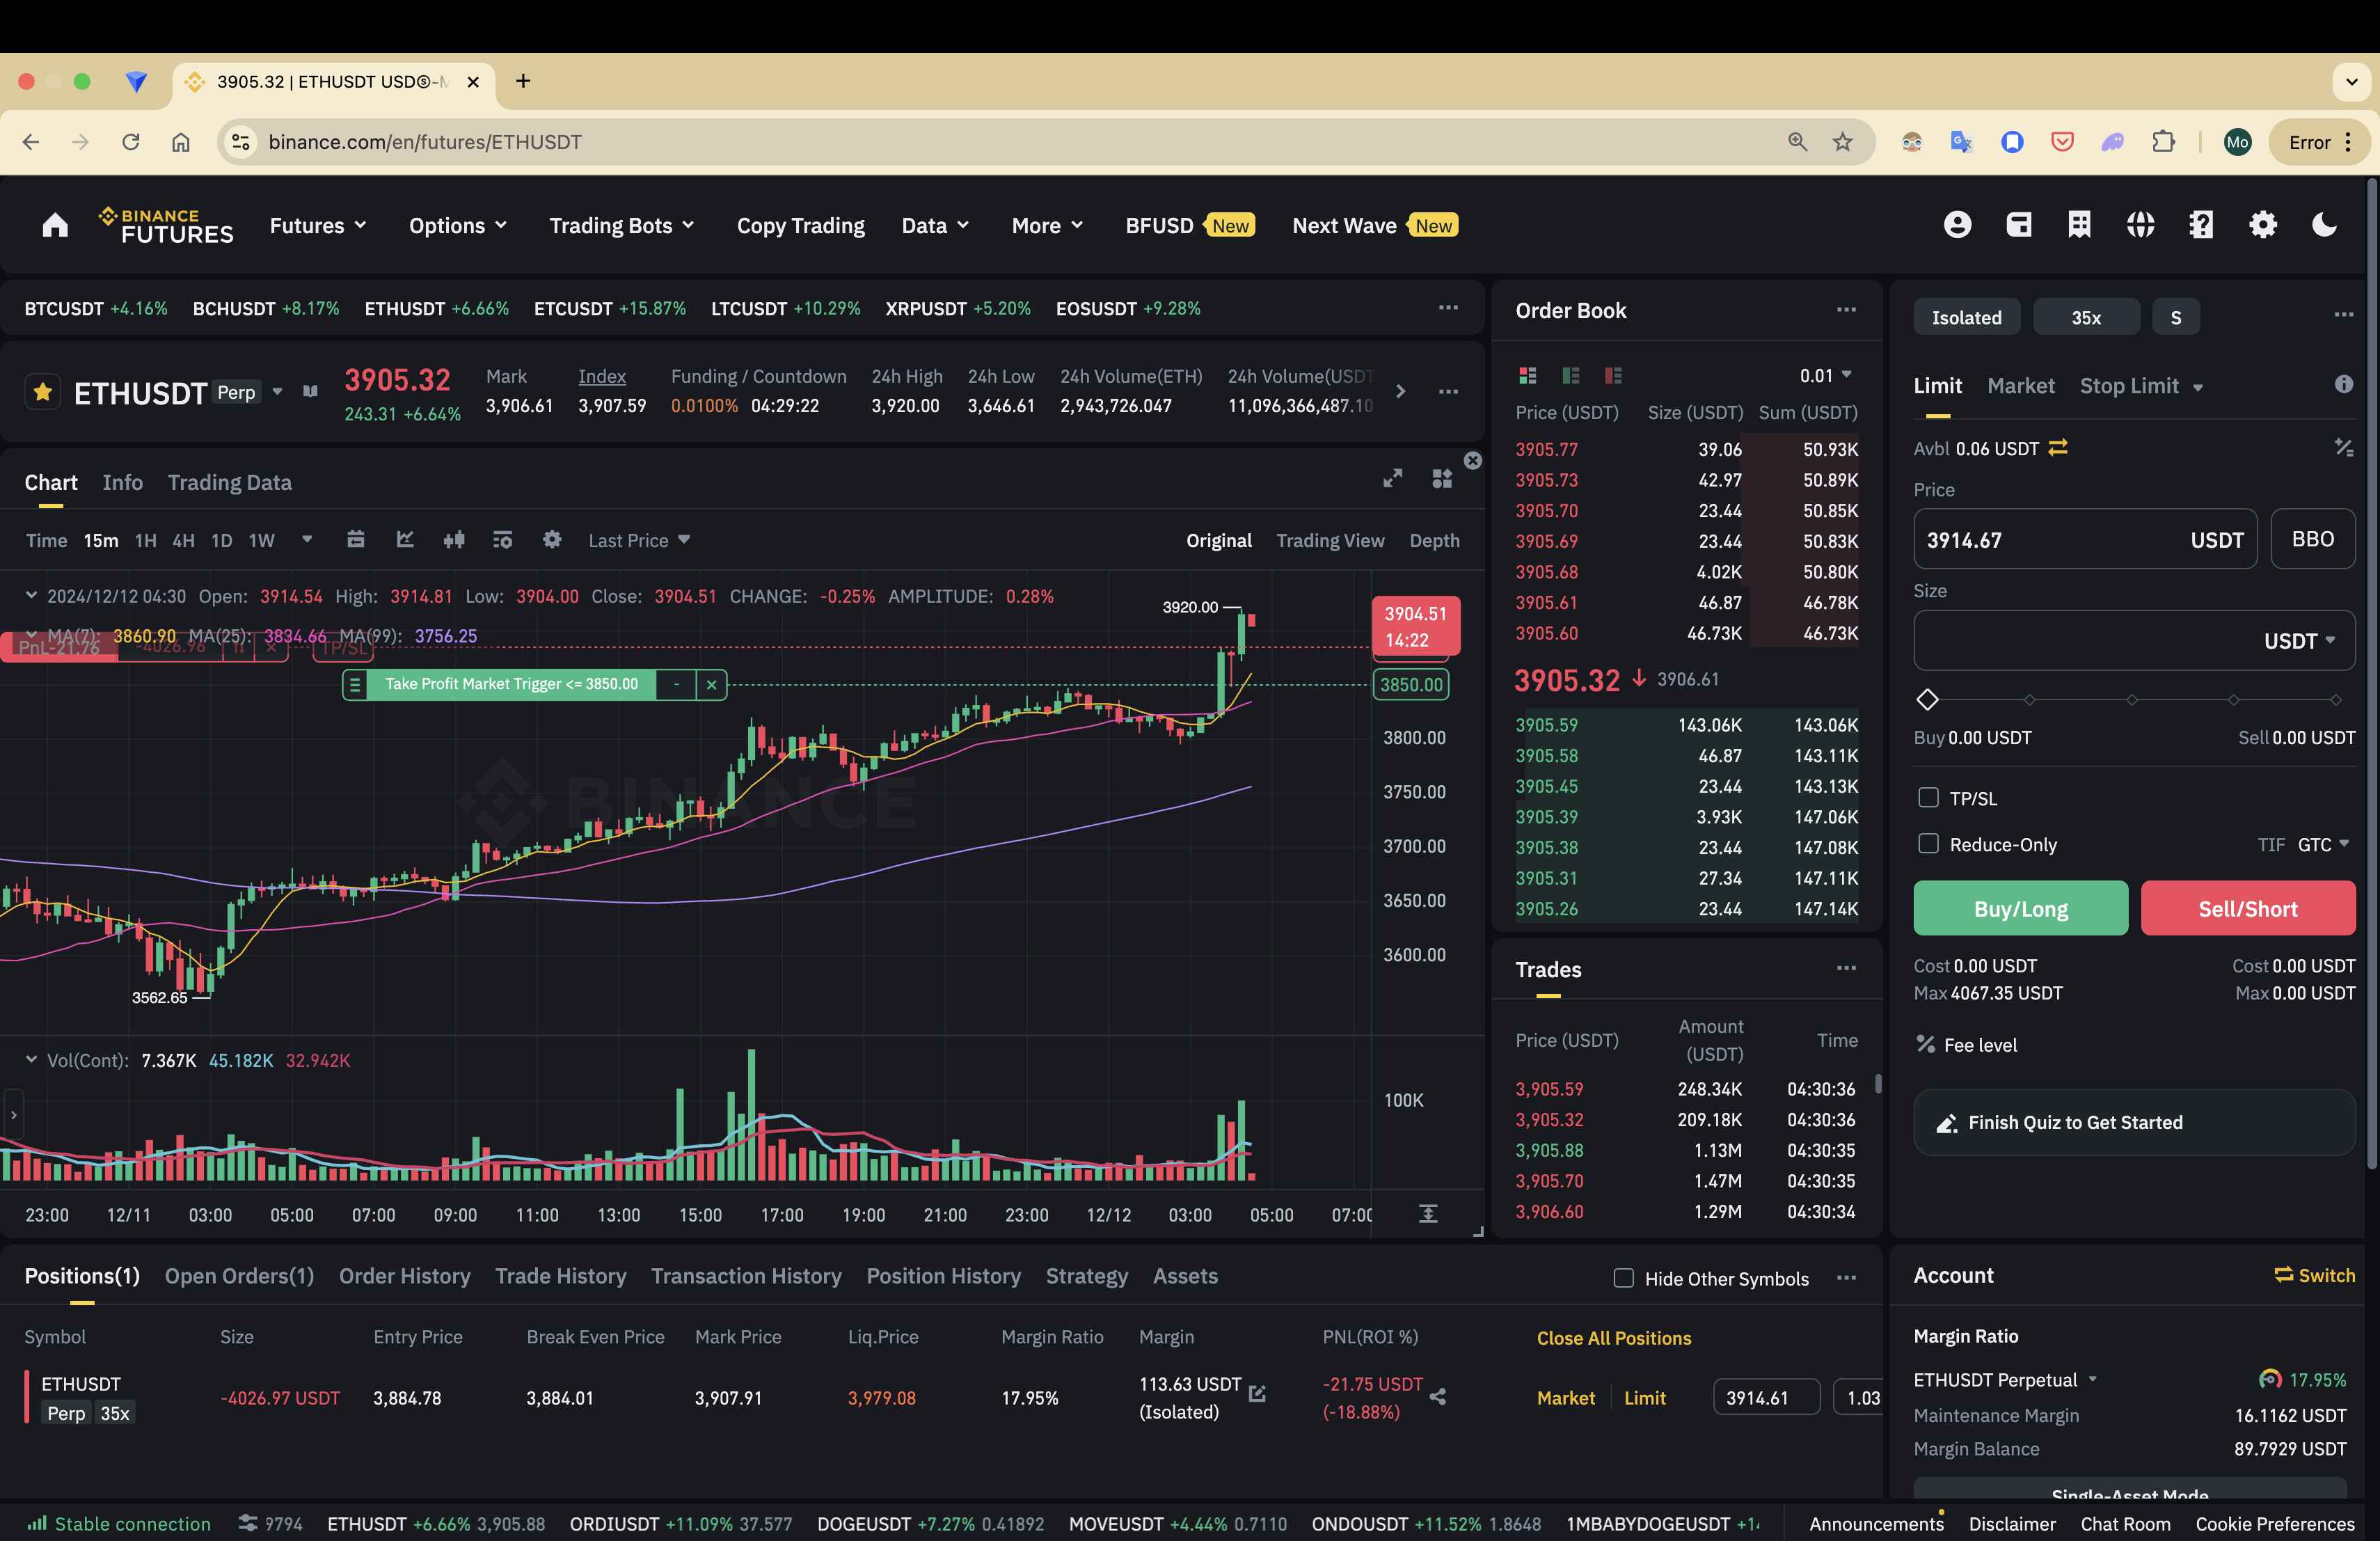 3905.32 | ETHUSDT USDⓈ-M
binance.com/en/futures/ETHUSDT
Mo
Error
BINANCE
FUTURES
Futures Options Trading Bots Copy Trading Data More BFUSD New Next Wave New
BTCUSDT +4.16% BCHUSDT +8.17% ETHUSDT +6.66% ETCUSDT +15.87% LTCUSDT +10.29% XRPUSDT +5.20% EOSUSDT +9.28%
ETHUSDT Perp
3905.32
243.31 +6.64%
Mark
3,906.61
Index
3,907.59
Funding / Countdown
0.0100% 04:29:22
24h High
3,920.00
24h Low
3,646.61
24h Volume(ETH)
2,943,726.047
24h Volume(USDT
11,096,366,487.10
Chart Info Trading Data
Time 15m 1H 4H 1D 1W Last Price Original Trading View Depth
2024/12/12 04:30 Open: 3914.54 High: 3914.81 Low: 3904.00 Close: 3904.51 CHANGE: -0.25% AMPLITUDE: 0.28%
MA(7): 3860.90 MA(25): 3834.66 MA(99): 3756.25
PnL-21.76 -4026.96 TP/SL
Take Profit Market Trigger <= 3850.00 -
3920.00
3904.51
14:22
3850.00
3800.00
3750.00
3700.00
3650.00
3600.00
BINANCE
3562.65
Vol(Cont): 7.367K 45.182K 32.942K
100K
23:00 12/11 03:00 05:00 07:00 09:00 11:00 13:00 15:00 17:00 19:00 21:00 23:00 12/12 03:00 05:00 07:00
Order Book
0.01
Price (USDT) Size (USDT) Sum (USDT)
3905.77 39.06 50.93K
3905.73 42.97 50.89K
3905.70 23.44 50.85K
3905.69 23.44 50.83K
3905.68 4.02K 50.80K
3905.61 46.87 46.78K
3905.60 46.73K 46.73K
3905.32 3906.61
3905.59 143.06K 143.06K
3905.58 46.87 143.11K
3905.45 23.44 143.13K
3905.39 3.93K 147.06K
3905.38 23.44 147.08K
3905.31 27.34 147.11K
3905.26 23.44 147.14K
Trades
Price (USDT) Amount (USDT) Time
3,905.59 248.34K 04:30:36
3,905.32 209.18K 04:30:36
3,905.88 1.13M 04:30:35
3,905.70 1.47M 04:30:35
3,906.60 1.29M 04:30:34
Isolated 35x S
Limit Market Stop Limit
Avbl 0.06 USDT
Price
3914.67 USDT BBO
Size
USDT
Buy 0.00 USDT Sell 0.00 USDT
TP/SL
Reduce-Only TIF GTC
Buy/Long Sell/Short
Cost 0.00 USDT Cost 0.00 USDT
Max 4067.35 USDT Max 0.00 USDT
Fee level
Finish Quiz to Get Started
Positions(1) Open Orders(1) Order History Trade History Transaction History Position History Strategy Assets Hide Other Symbols
Symbol Size Entry Price Break Even Price Mark Price Liq.Price Margin Ratio Margin PNL(ROI %) Close All Positions
ETHUSDT
Perp 35x
-4026.97 USDT 3,884.78 3,884.01 3,907.91 3,979.08 17.95%
113.63 USDT
(Isolated)
-21.75 USDT
(-18.88%)
Market Limit 3914.61 1.03
Account Switch
Margin Ratio
ETHUSDT Perpetual 17.95%
Maintenance Margin 16.1162 USDT
Margin Balance 89.7929 USDT
Single-Asset Mode
Stable connection 9794 ETHUSDT +6.66% 3,905.88 ORDIUSDT +11.09% 37.577 DOGEUSDT +7.27% 0.41892 MOVEUSDT +4.44% 0.7110 ONDOUSDT +11.52% 1.8648 1MBABYDOGEUSDT Announcements Disclaimer Chat Room Cookie Preferences